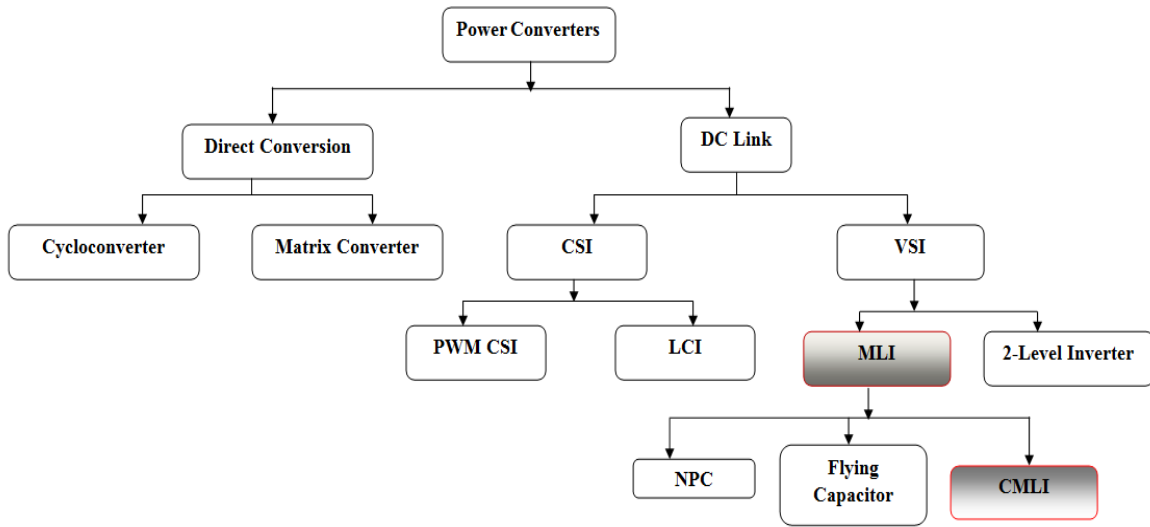 Power Converters
Direct Conversion
DC Link
Cycloconverter
Matrix Converter
CSI
VSI
PWM CSI
LCI
MLI
2-Level Inverter
NPC
Flying
Capacitor
CMLI